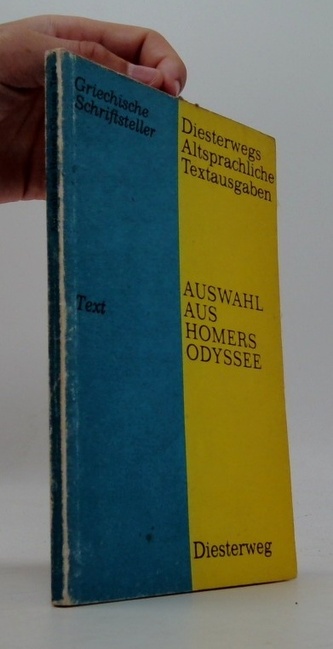 Griechische
Schriftsteller
Text
Diesterwegs
Altsprachliche
Textausgaben
AUSWAHL
AUS
HOMERS
ODYSSEE
Diesterweg